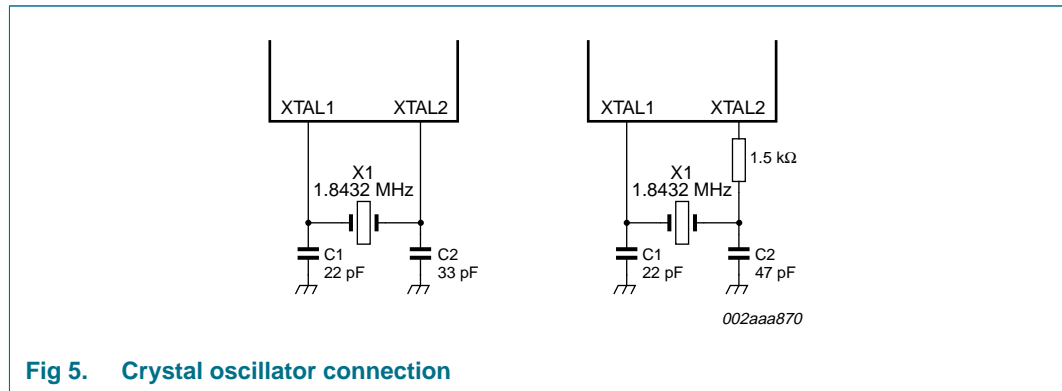 XTAL1 XTAL2
X1
1.8432 MHz
C1
22 pF
C2
33 pF
XTAL1 XTAL2
1.5 kΩ
X1
1.8432 MHz
C1
22 pF
C2
47 pF
002aaa870
Fig 5. Crystal oscillator connection